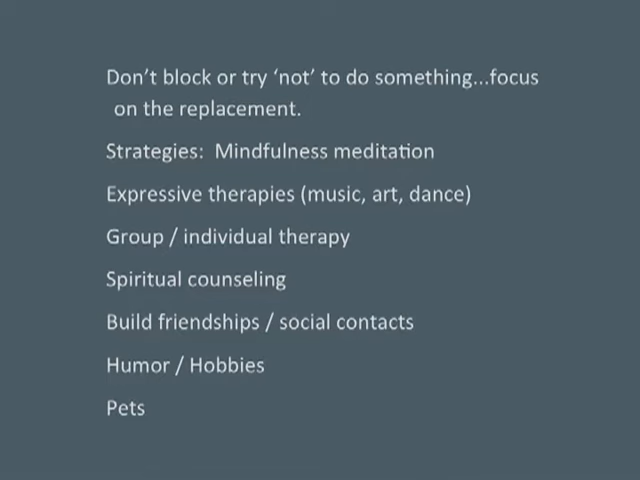 Don’t block or try ‘not’ to do something...focus
on the replacement.
Strategies:  Mindfulness meditation
Expressive therapies (music, art, dance)
Group / individual therapy
Spiritual counseling
Build friendships / social contacts
Humor / Hobbies
Pets